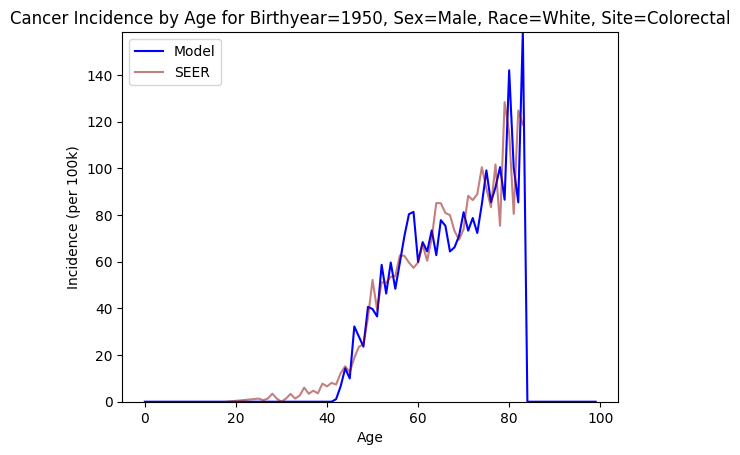 Cancer Incidence by Age for Birthyear=1950, Sex=Male, Race=White, Site=Colorectal
Model
SEER
Incidence (per 100k)
140
120
100
80
60
40
20
0
0 20 40 60 80 100
Age